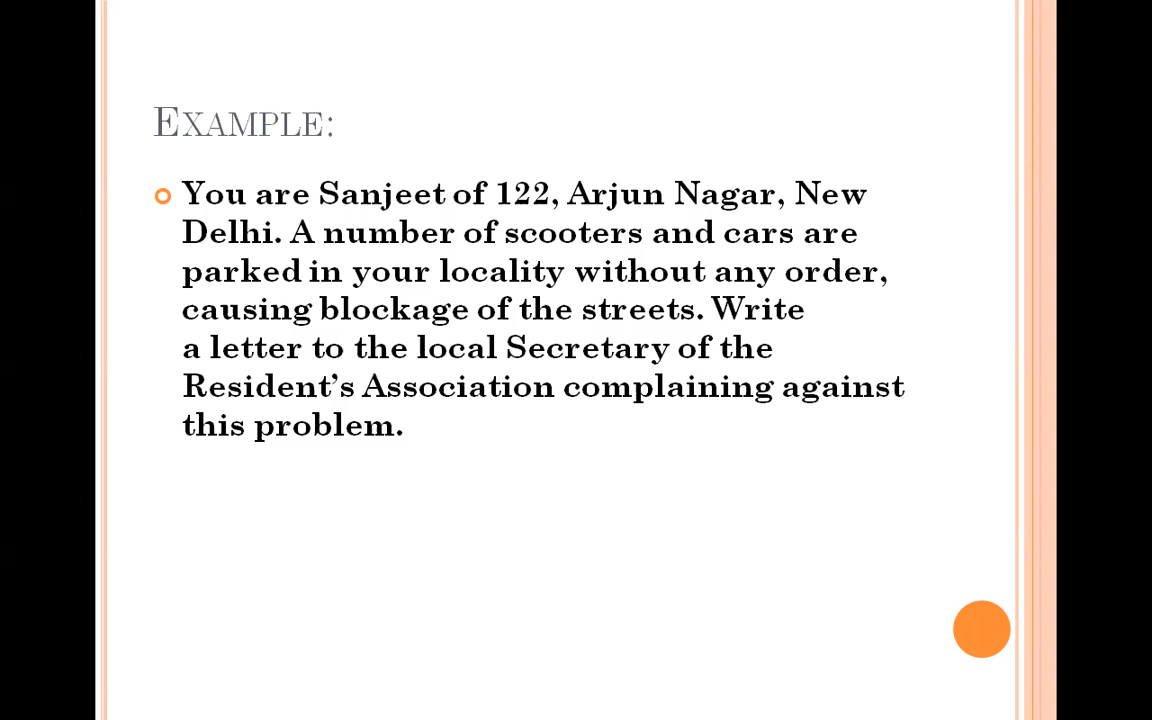 EXAMPLE:
You are Sanjeet of 122, Arjun Nagar, New
Delhi. A number of scooters and cars are
parked in your locality without any order,
causing blockage of the streets. Write
a letter to the local Secretary of the
Resident’s Association complaining against
this problem.